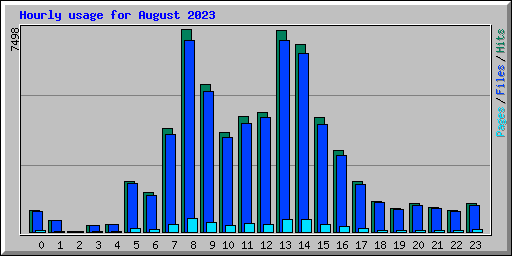 Hourly usage for August 2023
7498
Pages/Files/Hits
0 1 2 3 4 5 6 7 8 9 10 11 12 13 14 15 16 17 18 19 20 21 22 23